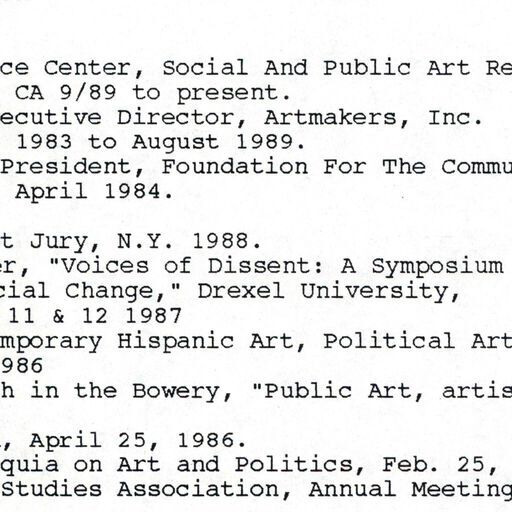 ce Center, Social And Public Art Re
CA 9/89 to present.
ecutive Director, Artmakers, Inc.
1983 to August 1989.
President, Foundation For The Commu
April 1984.
t Jury, N.Y. 1988.
er, "Voices of Dissent: A Symposium
cial Change," Drexel University,
11 & 12 1987
mporary Hispanic Art, Political Art
986
h in the Bowery, "Public Art, artis
, April 25, 1986.
quia on Art and Politics, Feb. 25,
Studies Association, Annual Meeting